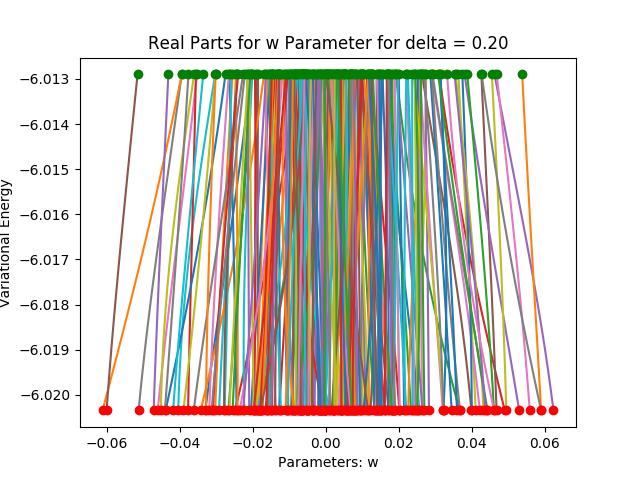 Real Parts for w Parameter for delta = 0.20
Variational Energy
−6.013
−6.014
−6.015
−6.016
−6.017
−6.018
−6.019
−6.020
−0.06 −0.04 −0.02 0.00 0.02 0.04 0.06
Parameters: w